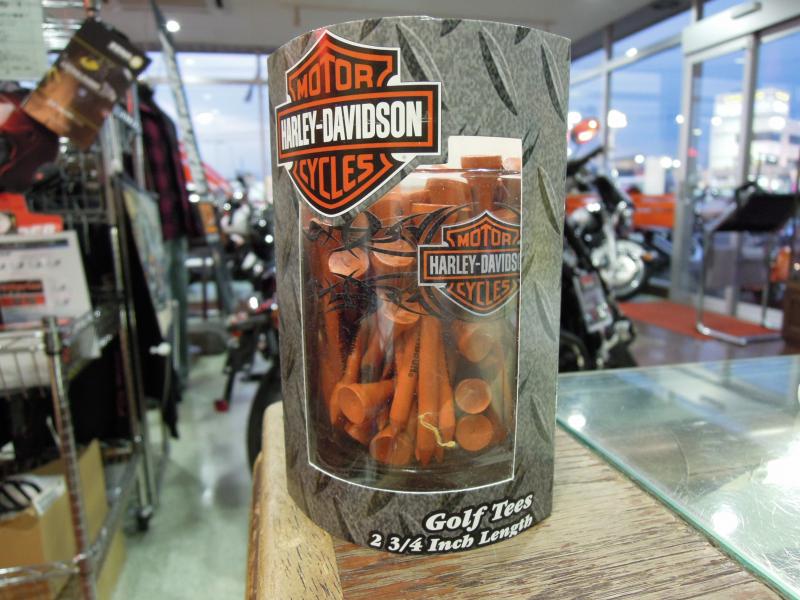 MOTOR
HARLEY-DAVIDSON
CYCLES
MOTOR
HARLEY-DAVIDS
CYCLES
Golf Tees
2 3/4 Inch Length